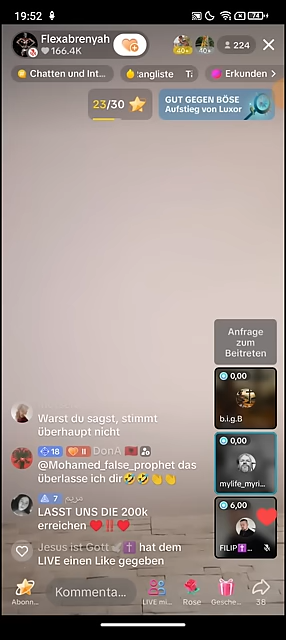 19:52
74
Flexabrenyah
166.4K
40+
40+
224
Chatten und Int...
angliste
Erkunden
23/30
GUT GEGEN BÖSE
Aufstieg von Luxor
Anfrage
zum
Beitreten
0,00
b.i.g.B
0,00
mylife_myri...
6,00
FILIP✝️...
Warst du sagst, stimmt
überhaupt nicht
18 II DonA 🇦🇱
@Mohamed_false_prophet das
überlasse ich dir🤣🤣👏👏
7 مريم
LASST UNS DIE 200k
erreichen ❤️‼️❤️
Jesus ist Gott🕊✝️ hat dem
LIVE einen Like gegeben
Abonn...
Kommenta...
LIVE mi...
Rose
Gesche...
38